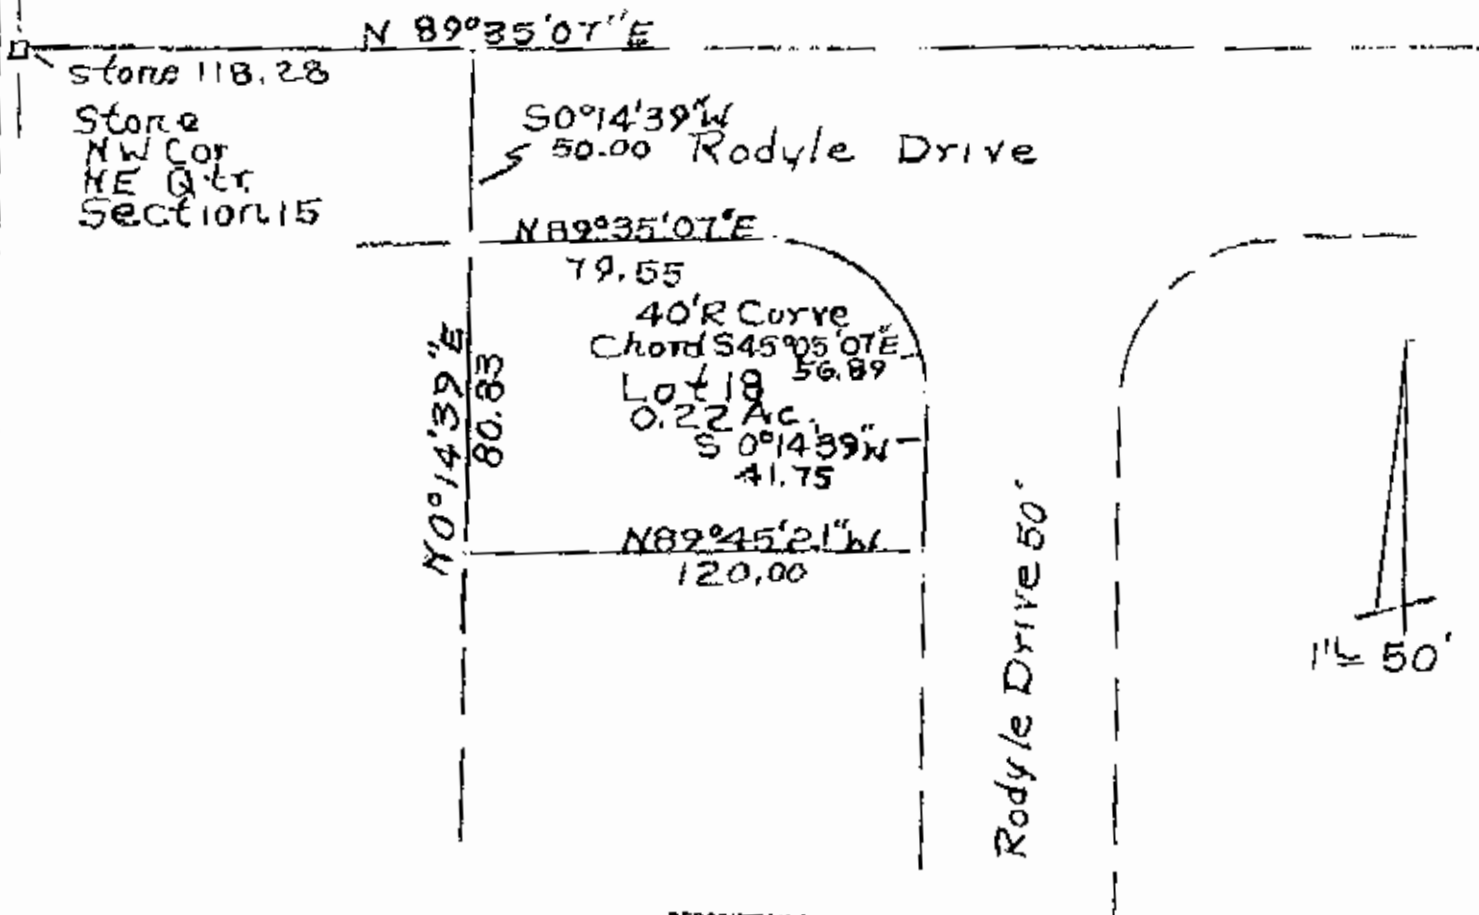 N 89°35'07"E
stone 118.28
Stone
NW Cor
NE Qtr.
Section 15
S0°14'39"W
50.00
Rodyle Drive
N89°35'07"E
79.55
40'R Curve
Chord S45°05'07"E
56.89
Lot 18
0.22 Ac.
S 0°14'39"W
41.75
N0°14'39"E
80.83
N89°45'21"W
120.00
Rodyle Drive 50'
1"= 50'